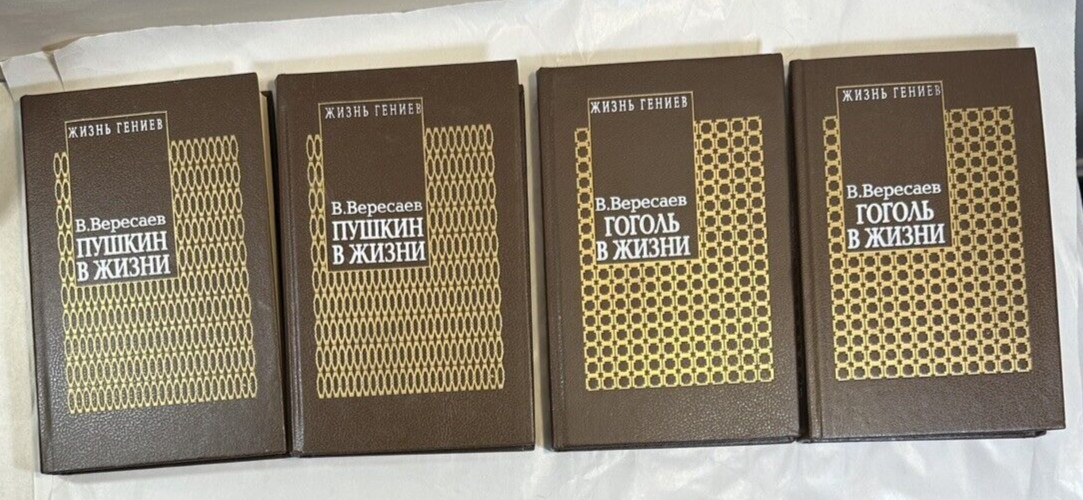 ЖИЗНЬ ГЕНИЕВ
В.Вересаев
ПУШКИН
В ЖИЗНИ
ЖИЗНЬ ГЕНИЕВ
В.Вересаев
ПУШКИН
В ЖИЗНИ
ЖИЗНЬ ГЕНИЕВ
В.Вересаев
ГОГОЛЬ
В ЖИЗНИ
ЖИЗНЬ ГЕНИЕВ
В.Вересаев
ГОГОЛЬ
В ЖИЗНИ